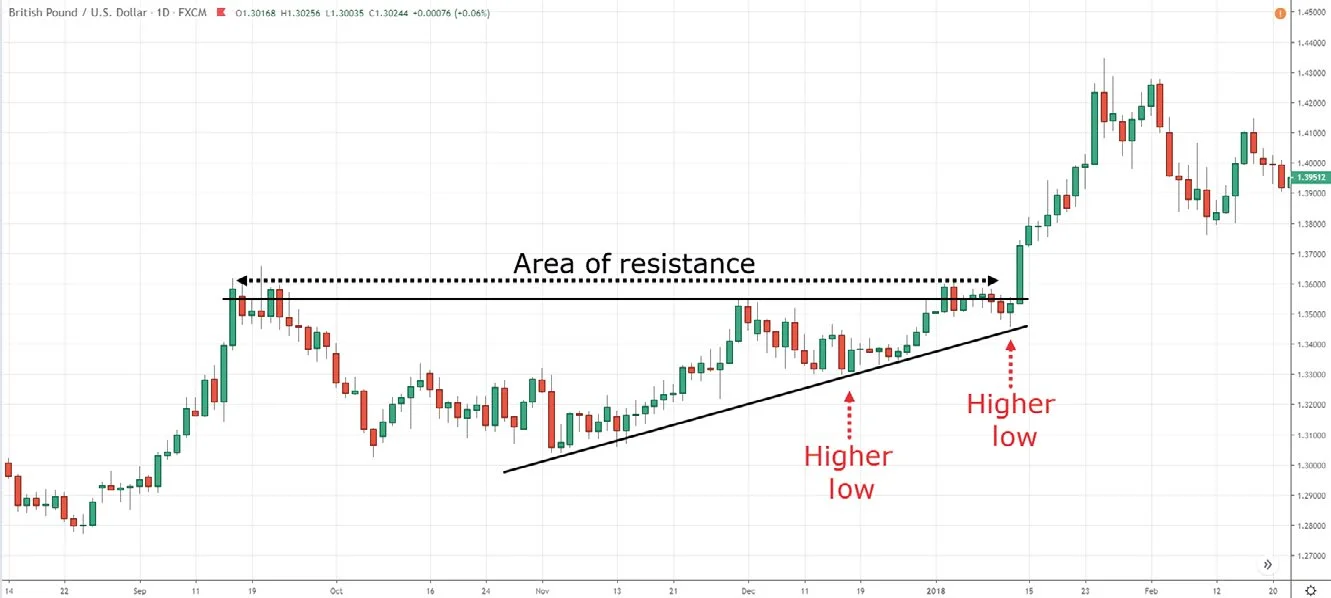 British Pound / U.S. Dollar · 1D · FXCM O1.30168 H1.30256 L1.30035 C1.30244 +0.00076 (+0.06%)
1.45000
1.44000
1.43000
1.42000
1.41000
1.40000
1.39512
1.39000
1.38000
1.37000
Area of resistance
1.36000
1.35000
1.34000
1.33000
Higher
low
1.32000
1.31000
Higher
low
1.30000
1.29000
1.28000
1.27000
14 22 Sep 11 19 Oct 16 24 Nov 13 21 Dec 11 19 2018 15 23 Feb 12 20